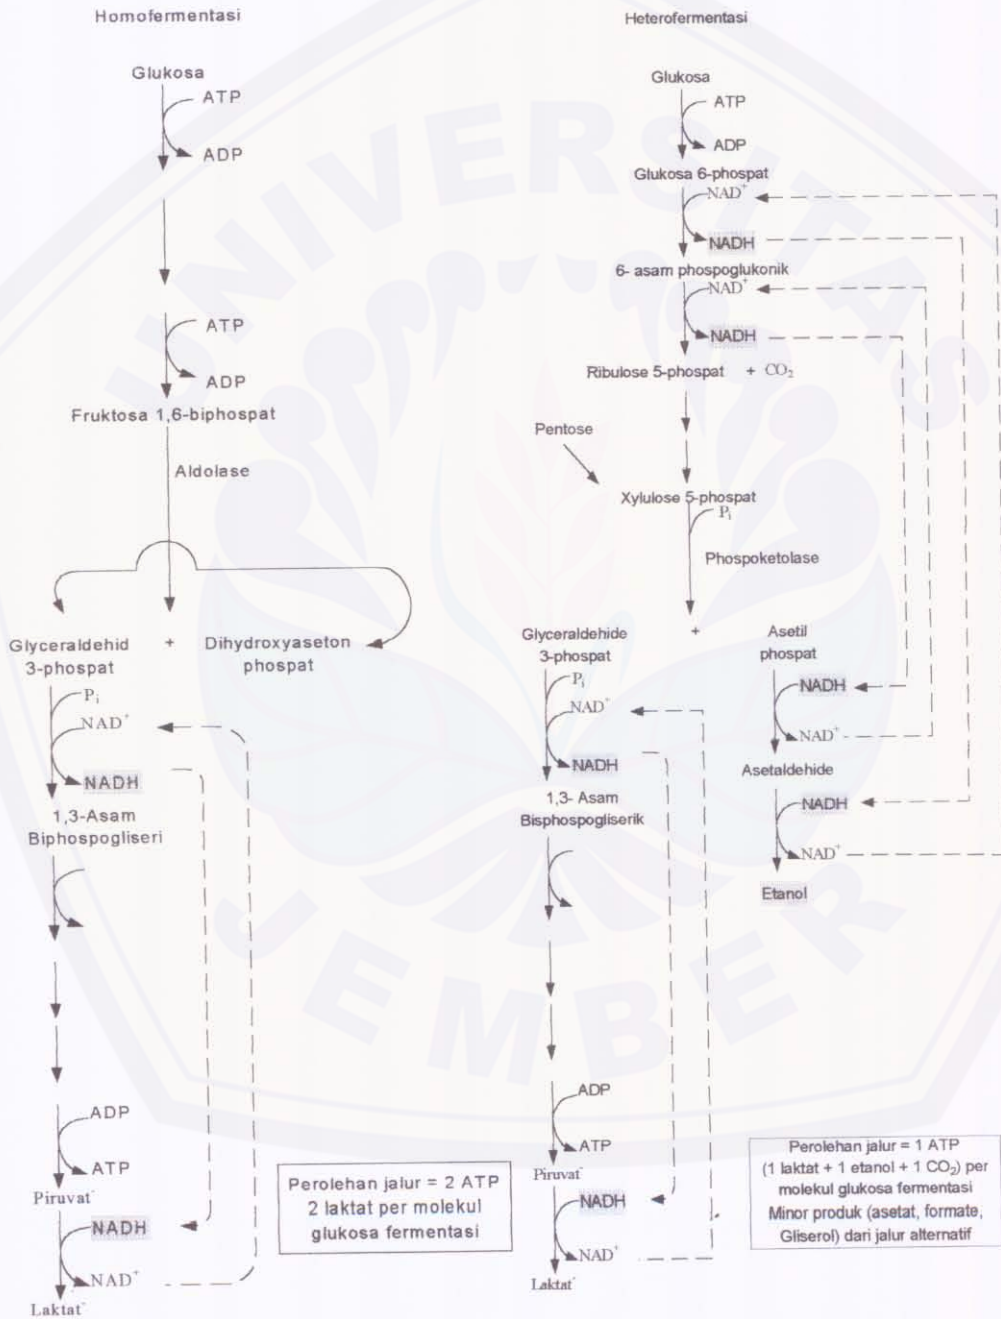 Homofermentasi
Glukosa
ATP
ADP
ATP
ADP
Fruktosa 1,6-biphospat
Aldolase
Glyceraldehid
3-phospat
+
Dihydroxyaseton
phospat
Pi
NAD+
NADH
1,3-Asam
Biphospogliseri
ADP
ATP
Piruvat-
NADH
NAD+
Laktat-
Perolehan jalur = 2 ATP
2 laktat per molekul
glukosa fermentasi
Heterofermentasi
Glukosa
ATP
ADP
Glukosa 6-phospat
NAD+
NADH
6- asam phospoglukonik
NAD+
NADH
Ribulose 5-phospat + CO2
Pentose
Xylulose 5-phospat
Pi
Phospoketolase
Glyceraldehide
3-phospat
+
Asetil
phospat
Pi
NAD+
NADH
1,3- Asam
Bisphospogliserik
ADP
ATP
Piruvat-
NADH
NAD+
Laktat-
NADH
NAD+
Asetaldehide
NADH
NAD+
Etanol
Perolehan jalur = 1 ATP
(1 laktat + 1 etanol + 1 CO2) per
molekul glukosa fermentasi
Minor produk (asetat, formate,
Gliserol) dari jalur alternatif
UNIVERSITAS
JEMBER